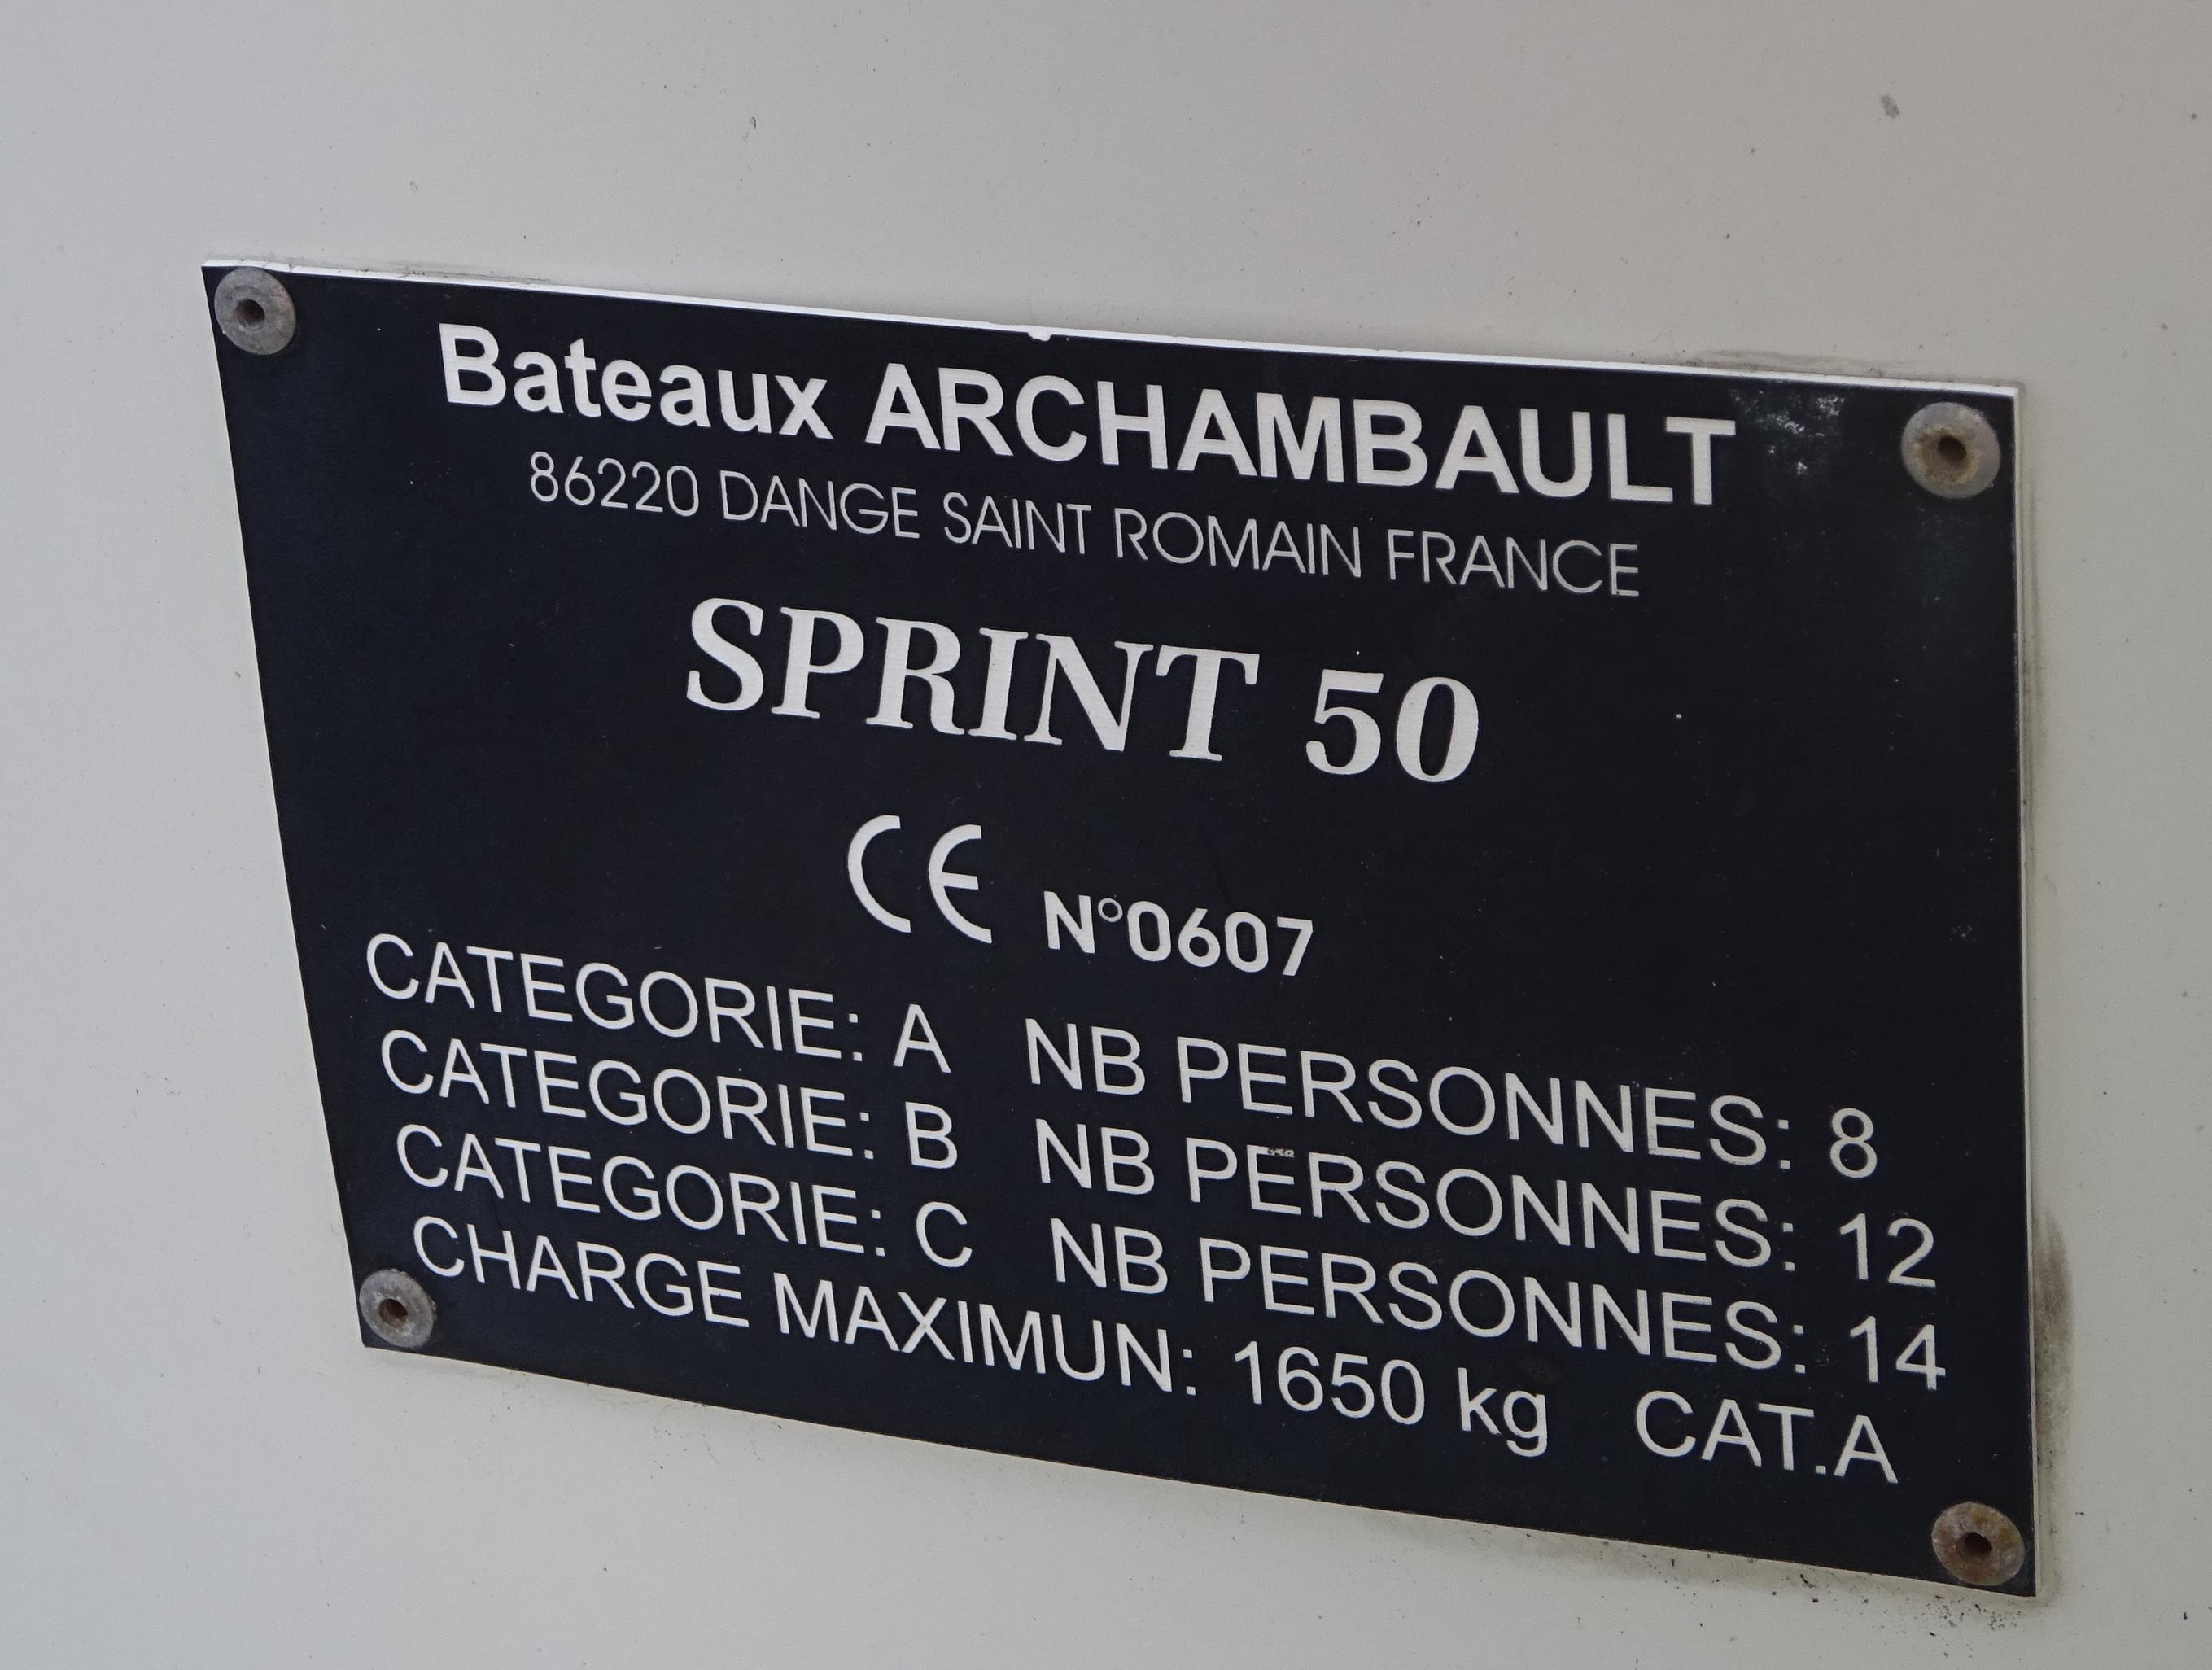 Bateaux ARCHAMBAULT
86220 DANGE SAINT ROMAIN FRANCE
SPRINT 50
CE N°0607
CATEGORIE: A NB PERSONNES: 8
CATEGORIE: B NB PERSONNES: 12
CATEGORIE: C NB PERSONNES: 14
CHARGE MAXIMUN: 1650 kg CAT.A